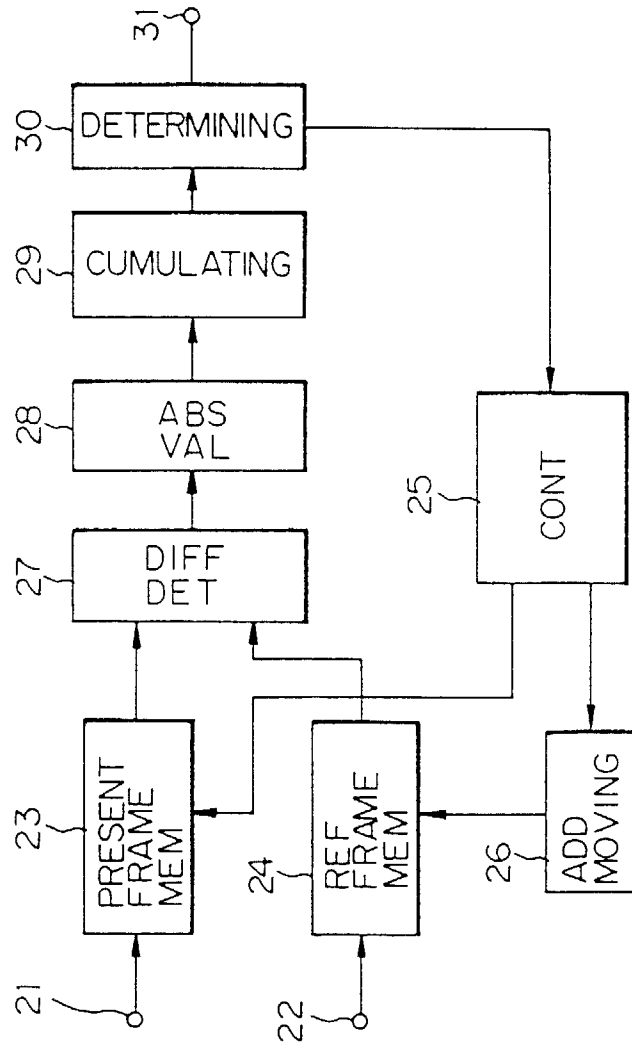 21
23
PRESENT
FRAME
MEM
27
DIFF
DET
28
ABS
VAL
29
CUMULATING
30
DETERMINING
31
22
24
REF
FRAME
MEM
26
ADD
MOVING
25
CONT